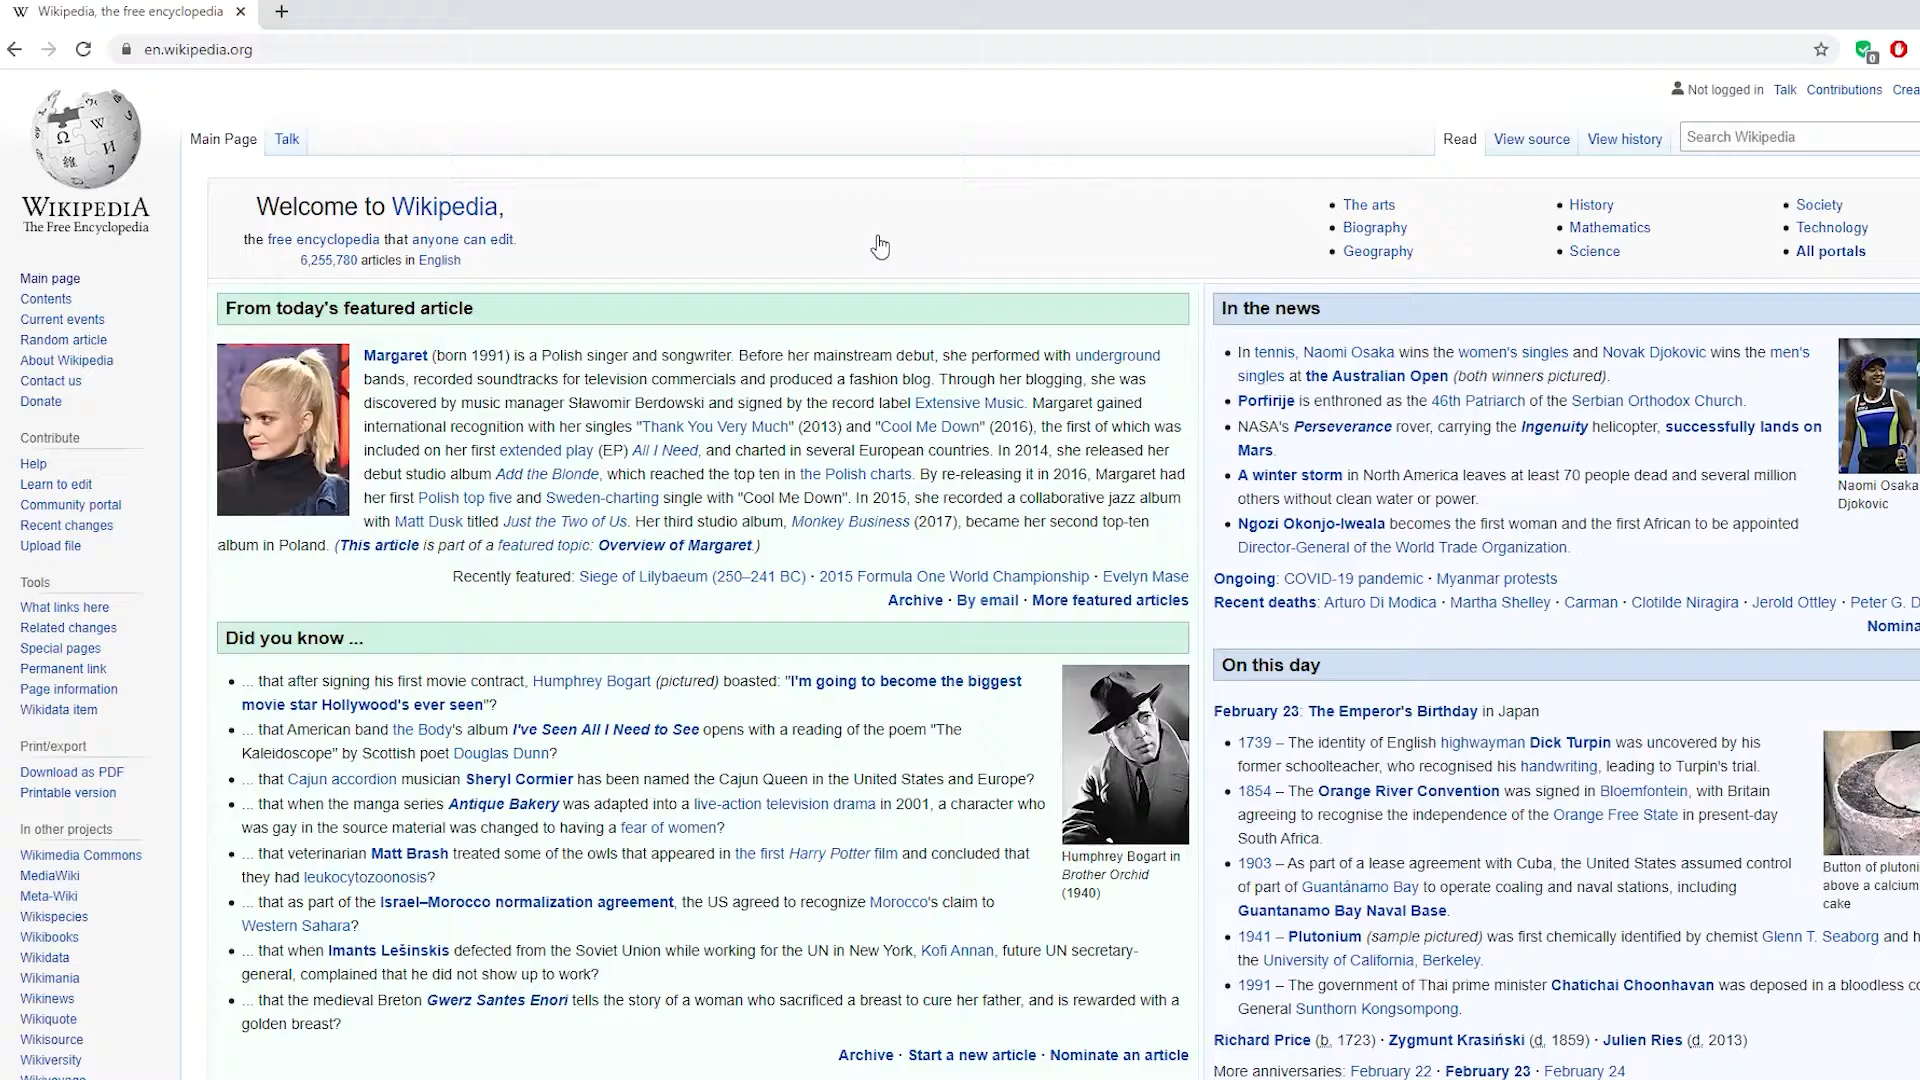 Wikipedia, the free encyclopedia
en.wikipedia.org
0
Not logged in Talk Contributions
Main Page Talk
Read View source View history
Search Wikipedia
WIKIPEDIA
The Free Encyclopedia
Main page
Contents
Current events
Random article
About Wikipedia
Contact us
Donate
Contribute
Help
Learn to edit
Community portal
Recent changes
Upload file
Tools
What links here
Related changes
Special pages
Permanent link
Page information
Wikidata item
Print/export
Download as PDF
Printable version
In other projects
Wikimedia Commons
MediaWiki
Meta-Wiki
Wikispecies
Wikibooks
Wikidata
Wikimania
Wikinews
Wikiquote
Wikisource
Wikiversity
Welcome to Wikipedia,
the free encyclopedia that anyone can edit.
6,255,780 articles in English
The arts
Biography
Geography
History
Mathematics
Science
Society
Technology
All portals
From today's featured article
Margaret (born 1991) is a Polish singer and songwriter. Before her mainstream debut, she performed with underground
bands, recorded soundtracks for television commercials and produced a fashion blog. Through her blogging, she was
discovered by music manager Sławomir Berdowski and signed by the record label Extensive Music. Margaret gained
international recognition with her singles "Thank You Very Much" (2013) and "Cool Me Down" (2016), the first of which was
included on her first extended play (EP) All I Need, and charted in several European countries. In 2014, she released her
debut studio album Add the Blonde, which reached the top ten in the Polish charts. By re-releasing it in 2016, Margaret had
her first Polish top five and Sweden-charting single with "Cool Me Down". In 2015, she recorded a collaborative jazz album
with Matt Dusk titled Just the Two of Us. Her third studio album, Monkey Business (2017), became her second top-ten
album in Poland. (This article is part of a featured topic: Overview of Margaret.)
Recently featured: Siege of Lilybaeum (250–241 BC) · 2015 Formula One World Championship · Evelyn Mase
Archive · By email · More featured articles
Did you know ...
... that after signing his first movie contract, Humphrey Bogart (pictured) boasted: "I'm going to become the biggest
movie star Hollywood's ever seen"?
... that American band the Body's album I've Seen All I Need to See opens with a reading of the poem "The
Kaleidoscope" by Scottish poet Douglas Dunn?
... that Cajun accordion musician Sheryl Cormier has been named the Cajun Queen in the United States and Europe?
... that when the manga series Antique Bakery was adapted into a live-action television drama in 2001, a character who
was gay in the source material was changed to having a fear of women?
... that veterinarian Matt Brash treated some of the owls that appeared in the first Harry Potter film and concluded that
they had leukocytozoonosis?
... that as part of the Israel–Morocco normalization agreement, the US agreed to recognize Morocco's claim to
Western Sahara?
... that when Imants Lešinskis defected from the Soviet Union while working for the UN in New York, Kofi Annan, future UN secretary-
general, complained that he did not show up to work?
... that the medieval Breton Gwerz Santes Enori tells the story of a woman who sacrificed a breast to cure her father, and is rewarded with a
golden breast?
Humphrey Bogart in
Brother Orchid
(1940)
Archive · Start a new article · Nominate an article
In the news
In tennis, Naomi Osaka wins the women's singles and Novak Djokovic wins the men's
singles at the Australian Open (both winners pictured).
Porfirije is enthroned as the 46th Patriarch of the Serbian Orthodox Church.
NASA's Perseverance rover, carrying the Ingenuity helicopter, successfully lands on
Mars.
A winter storm in North America leaves at least 70 people dead and several million
others without clean water or power.
Ngozi Okonjo-Iweala becomes the first woman and the first African to be appointed
Director-General of the World Trade Organization.
Naomi Osaka
Djokovic
Ongoing: COVID-19 pandemic · Myanmar protests
Recent deaths: Arturo Di Modica · Martha Shelley · Carman · Clotilde Niragira · Jerold Ottley · Peter G.
On this day
February 23: The Emperor's Birthday in Japan
1739 – The identity of English highwayman Dick Turpin was uncovered by his
former schoolteacher, who recognised his handwriting, leading to Turpin's trial.
1854 – The Orange River Convention was signed in Bloemfontein, with Britain
agreeing to recognise the independence of the Orange Free State in present-day
South Africa.
1903 – As part of a lease agreement with Cuba, the United States assumed control
of part of Guantánamo Bay to operate coaling and naval stations, including
Guantanamo Bay Naval Base.
1941 – Plutonium (sample pictured) was first chemically identified by chemist Glenn T. Seaborg and
the University of California, Berkeley.
1991 – The government of Thai prime minister Chatichai Choonhavan was deposed in a bloodless
General Sunthorn Kongsompong.
Button of
above a calcium
cake
Richard Price (b. 1723) · Zygmunt Krasiński (d. 1859) · Julien Ries (d. 2013)
More anniversaries: February 22 · February 23 · February 24